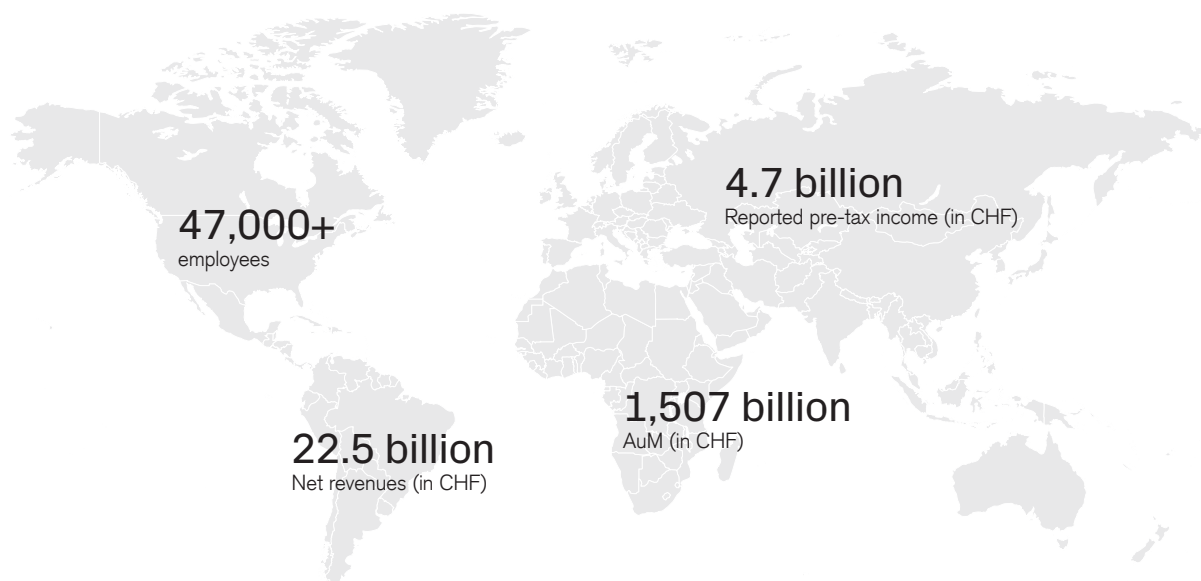 4.7 billion
Reported pre-tax income (in CHF)
47,000+
employees
1,507 billion
AuM (in CHF)
22.5 billion
Net revenues (in CHF)